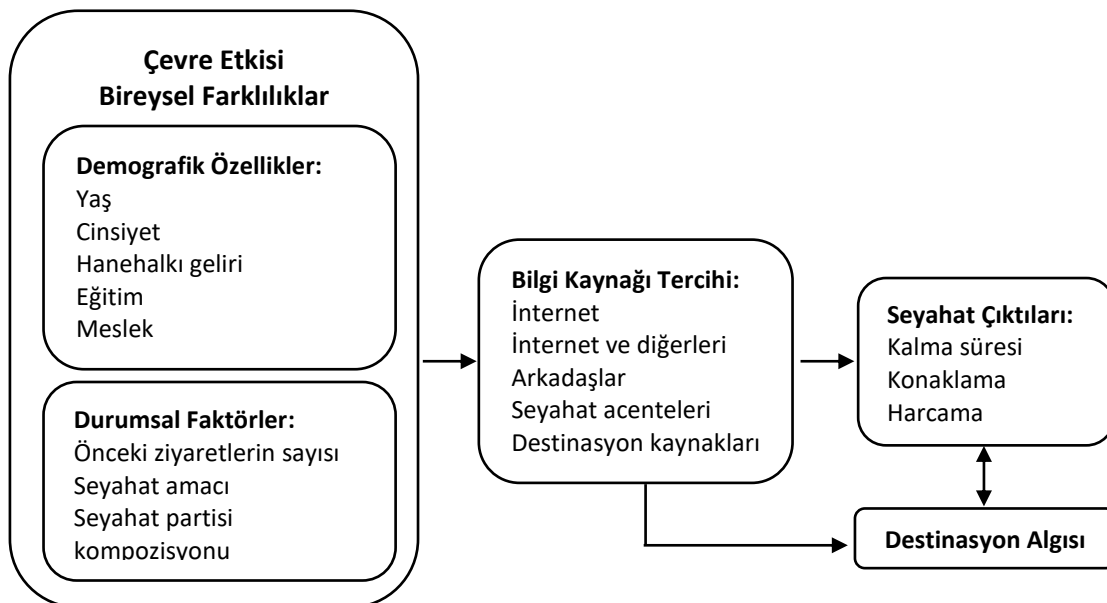 Çevre Etkisi
Bireysel Farklılıklar
Demografik Özellikler:
Yaş
Cinsiyet
Hanehalkı geliri
Eğitim
Meslek
Durumsal Faktörler:
Önceki ziyaretlerin sayısı
Seyahat amacı
Seyahat partisi
kompozisyonu
Bilgi Kaynağı Tercihi:
İnternet
İnternet ve diğerleri
Arkadaşlar
Seyahat acenteleri
Destinasyon kaynakları
Seyahat Çıktıları:
Kalma süresi
Konaklama
Harcama
Destinasyon Algısı